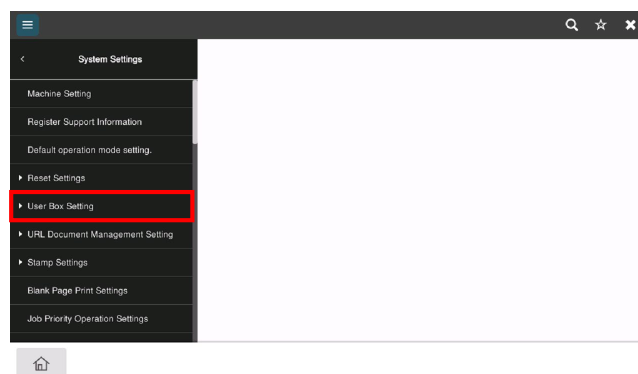 System Settings
Machine Setting
Register Support Information
Default operation mode setting.
Reset Settings
User Box Setting
URL Document Management Setting
Stamp Settings
Blank Page Print Settings
Job Priority Operation Settings